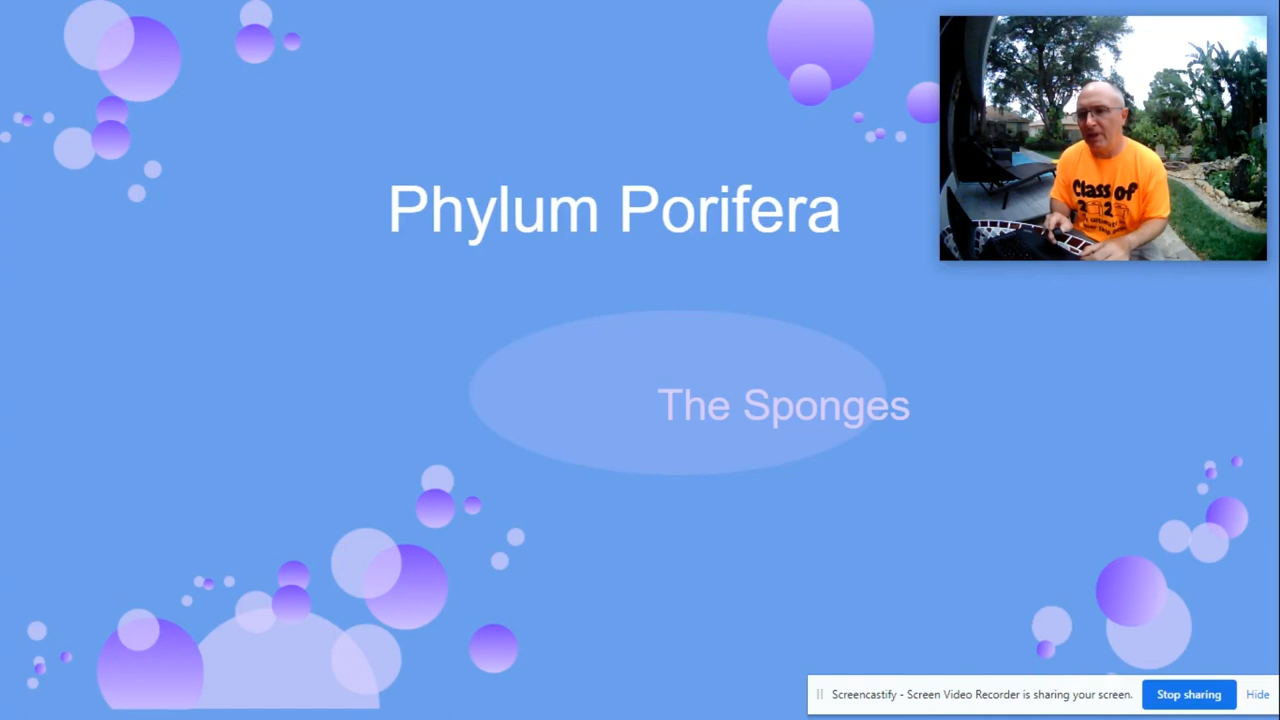 Phylum Porifera
Class of
The Sponges
Screencastify - Screen Video Recorder is sharing your screen.
Stop sharing
Hide